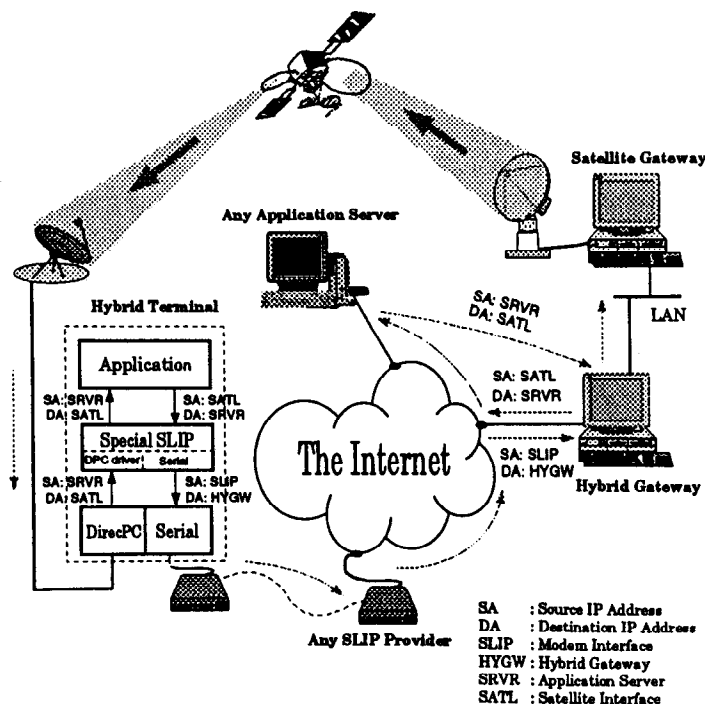 Satellite Gateway
Any Application Server
LAN
SA: SRVR
DA: SATL
Hybrid Terminal
Application
SA: SRVR
DA: SATL
SA: SATL
DA: SRVR
Special SLIP
DPC driver
Serial
SA: SRVR
DA: SATL
SA: SLIP
DA: HYGW
DirecPC
Serial
The Internet
SA: SATL
DA: SRVR
SA: SLIP
DA: HYGW
Hybrid Gateway
Any SLIP Provider
SA : Source IP Address
DA : Destination IP Address
SLIP : Modem Interface
HYGW : Hybrid Gateway
SRVR : Application Server
SATL : Satellite Interface